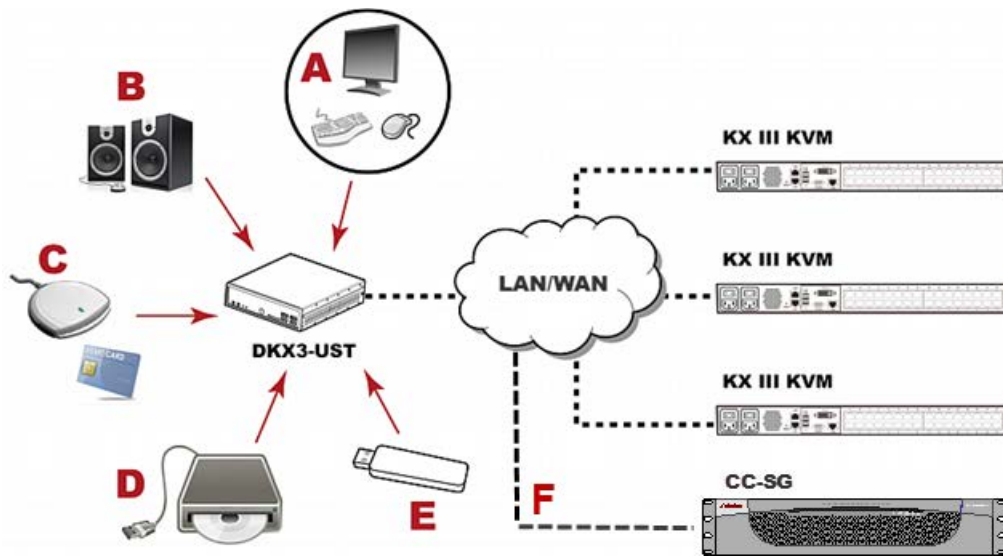 A
B
C
D
E
F
DKX3-UST
LAN/WAN
KX III KVM
KX III KVM
KX III KVM
CC-SG